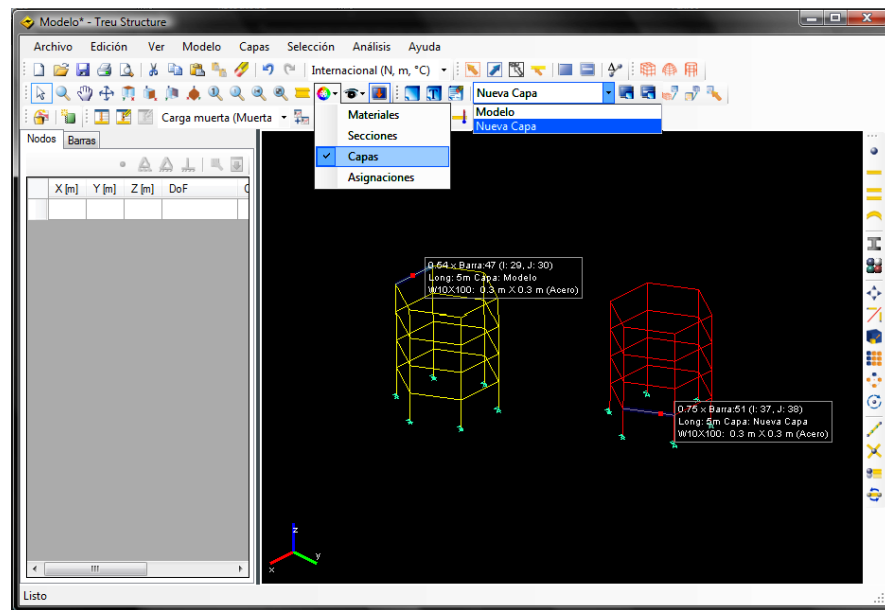 Modelo* - Treu Structure
Archivo Edición Ver Modelo Capas Selección Análisis Ayuda
Internacional (N, m, °C)
Nueva Capa
Carga muerta (Muerta
Modelo
Nueva Capa
Materiales
Secciones
Capas
Asignaciones
Nodos Barras
X [m] Y [m] Z [m] DoF
0.54 x Barra:47 (I: 29, J: 30)
Long: 5m Capa: Modelo
W10X100: 0.3 m X 0.3 m (Acero)
0.75 x Barra:51 (I: 37, J: 38)
Long: 5m Capa: Nueva Capa
W10X100: 0.3 m X 0.3 m (Acero)
z
y
x
Listo